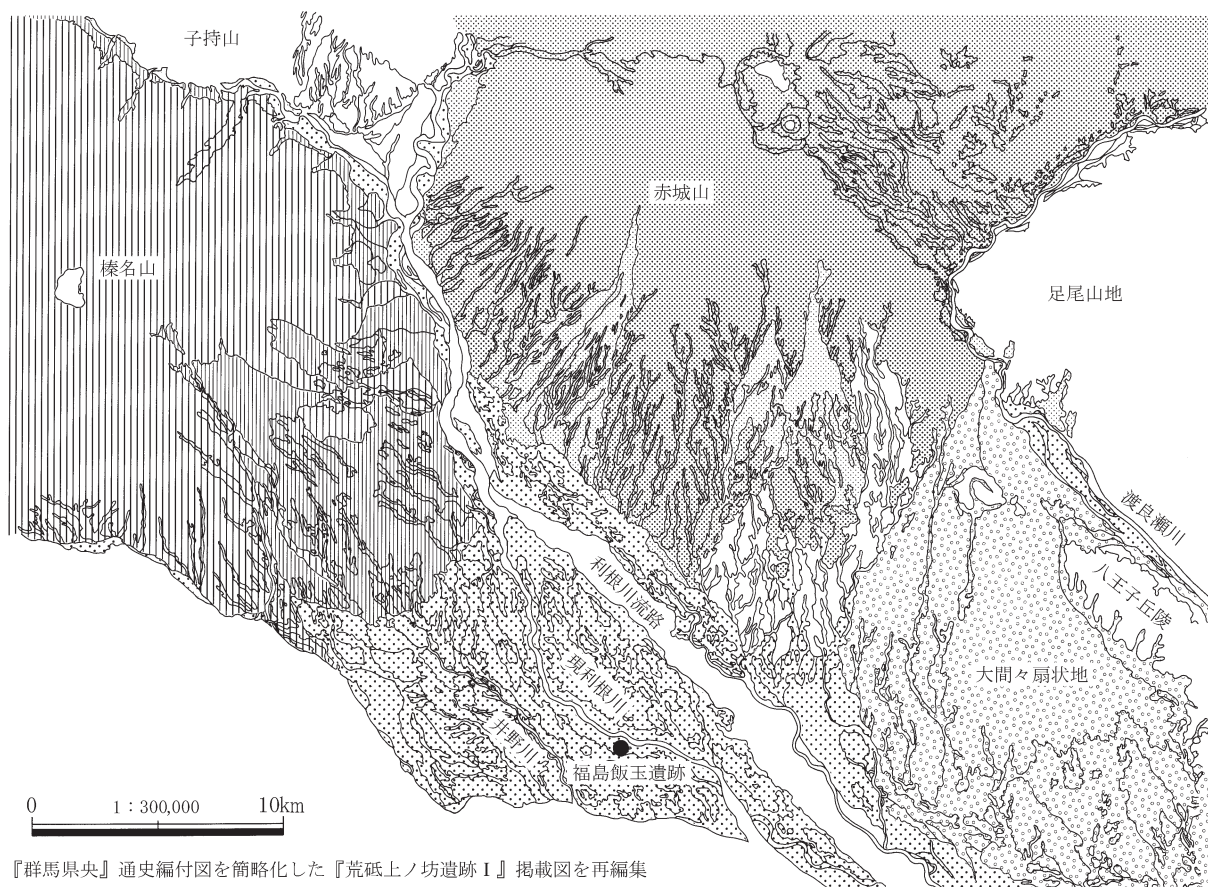 子持山
赤城山
榛名山
足尾山地
渡良瀬川
八王子丘陵
利根川流路
大間々扇状地
現利根川
井野川
福島飯玉遺跡
0 1：300,000 10km
『群馬県央』通史編付図を簡略化した『荒砥上ノ坊遺跡Ⅰ』掲載図を再編集